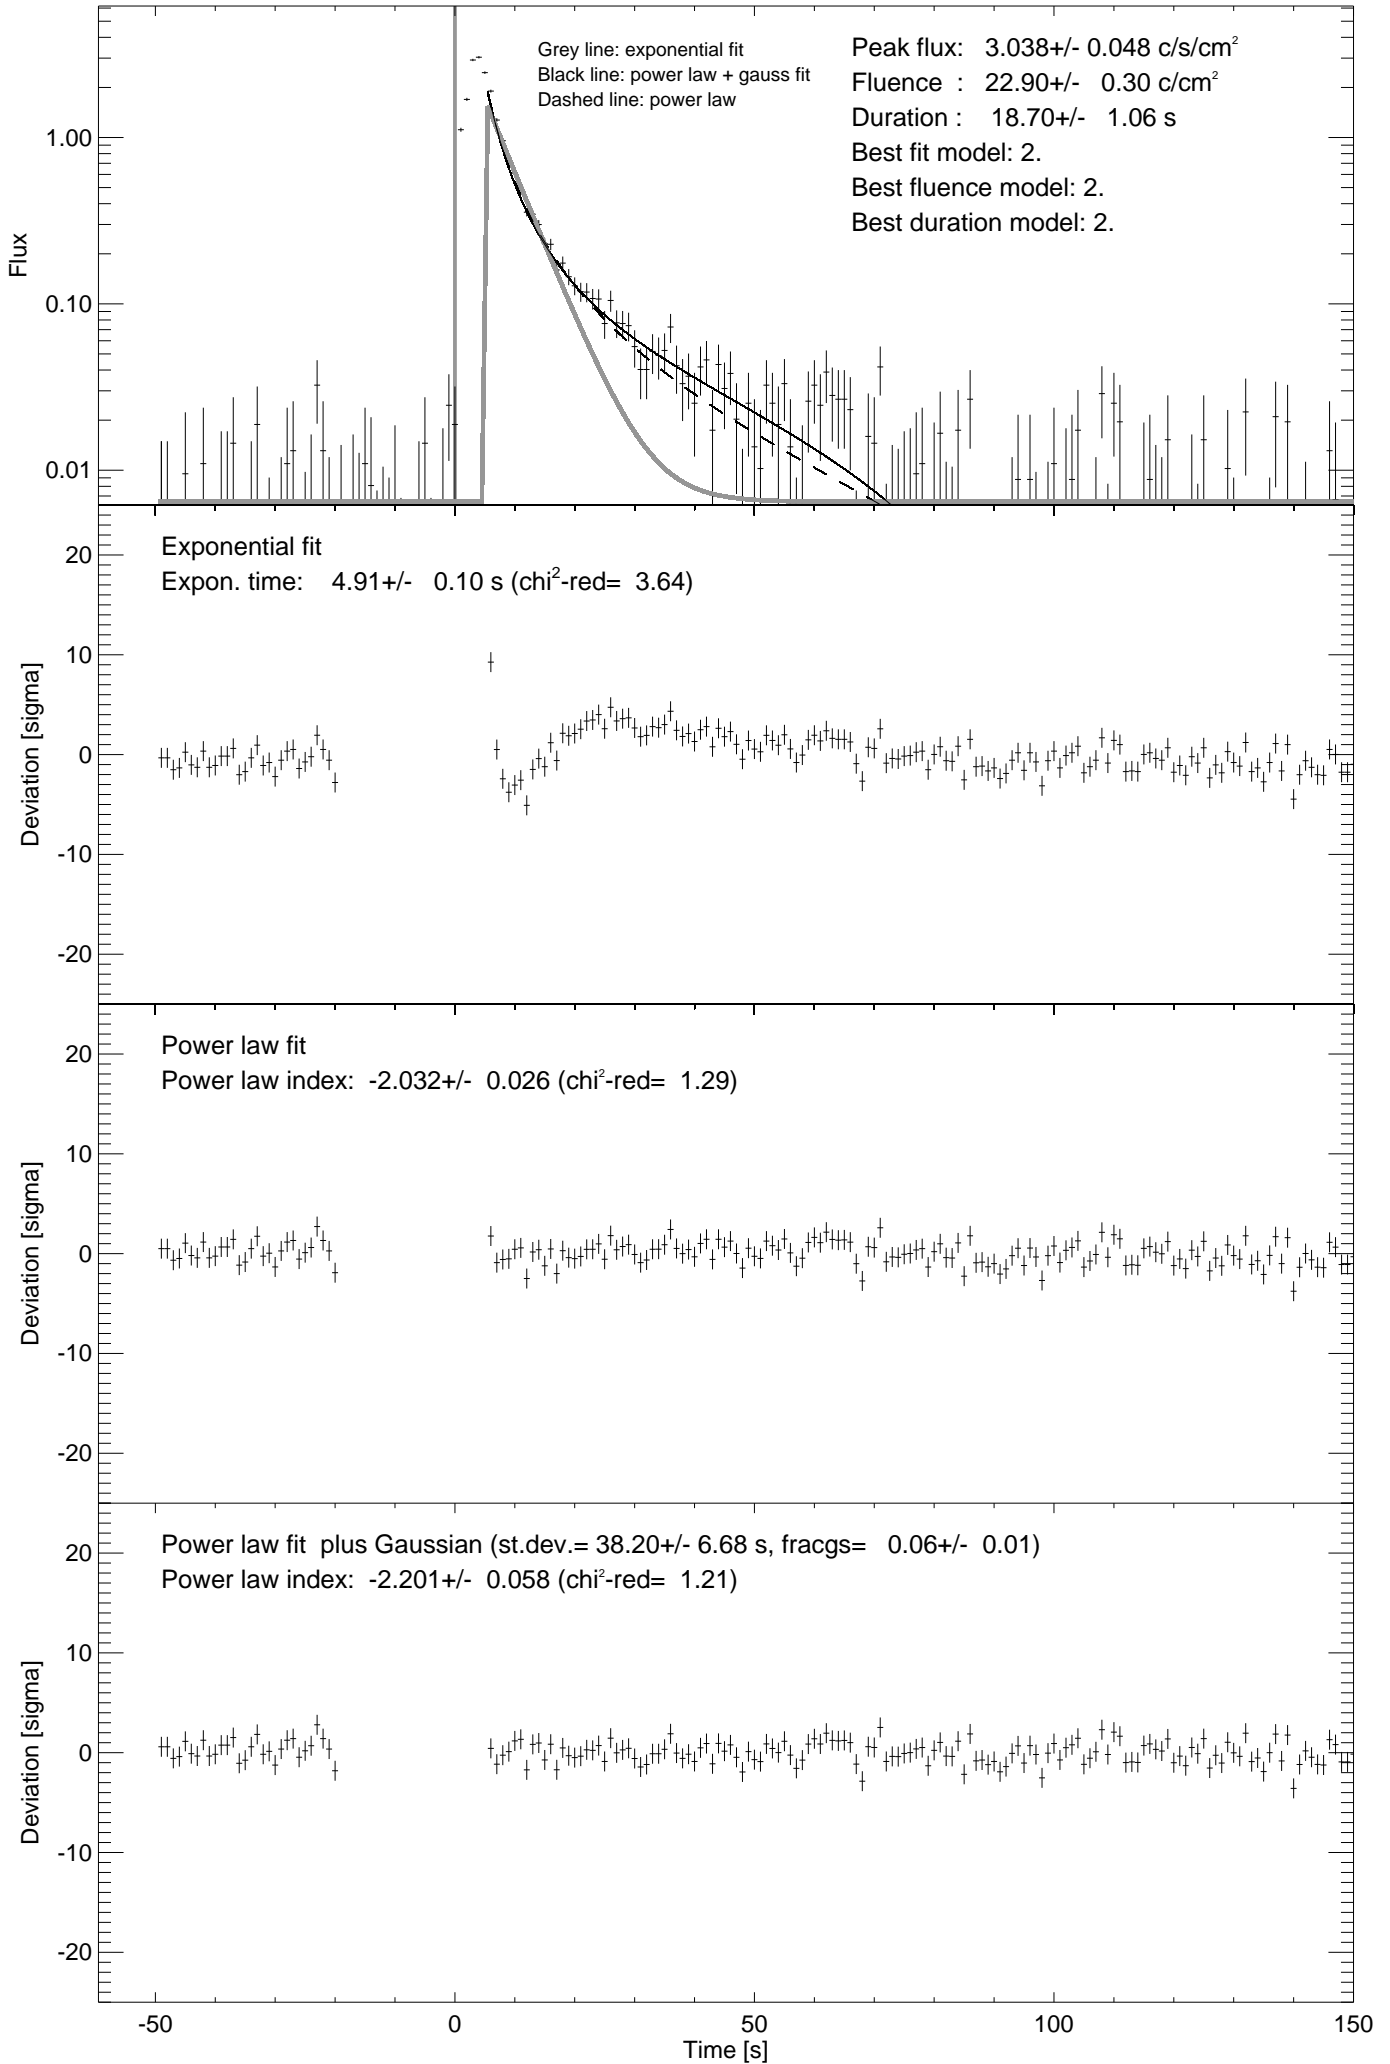 Grey line: exponential fit
Black line: power law + gauss fit
Dashed line: power law
Peak flux: 3.038+/- 0.048 c/s/cm²
Fluence : 22.90+/- 0.30 c/cm²
Duration : 18.70+/- 1.06 s
Best fit model: 2.
Best fluence model: 2.
Best duration model: 2.
Flux
1.00
0.10
0.01
Exponential fit
Expon. time: 4.91+/- 0.10 s (chi²-red= 3.64)
Deviation [sigma]
20
10
0
-10
-20
Power law fit
Power law index: -2.032+/- 0.026 (chi²-red= 1.29)
Deviation [sigma]
20
10
0
-10
-20
Power law fit plus Gaussian (st.dev.= 38.20+/- 6.68 s, fracgs= 0.06+/- 0.01)
Power law index: -2.201+/- 0.058 (chi²-red= 1.21)
Deviation [sigma]
20
10
0
-10
-20
-50 0 50 100 150
Time [s]